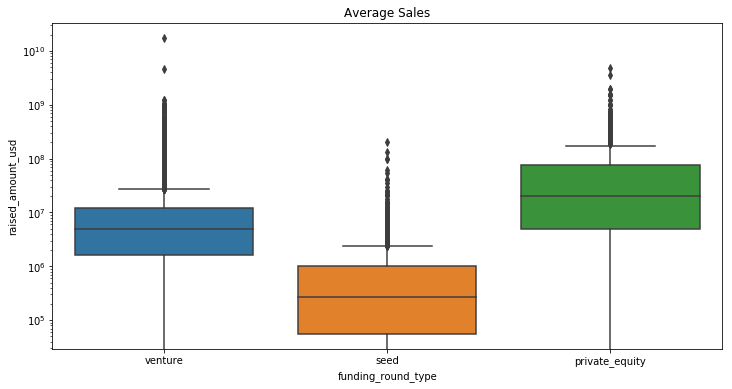 Average Sales
raised_amount_usd
10¹⁰
10⁹
10⁸
10⁷
10⁶
10⁵
venture seed private_equity
funding_round_type